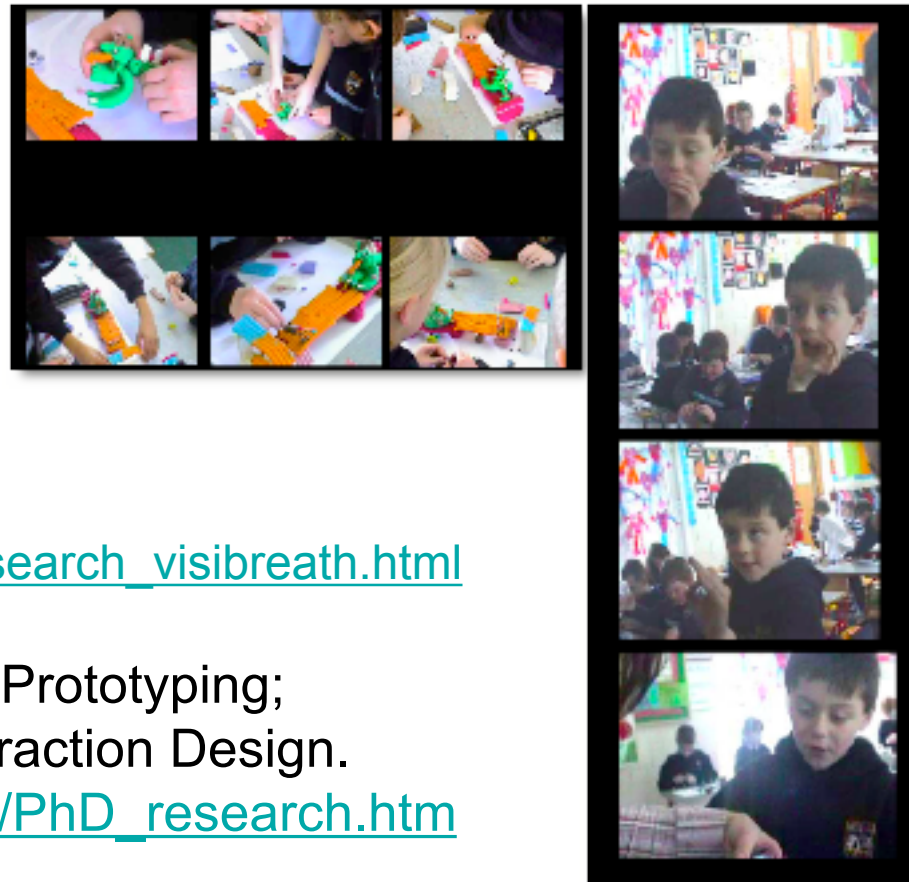 search_visibreath.html
Prototyping;
raction Design.
/PhD_research.htm